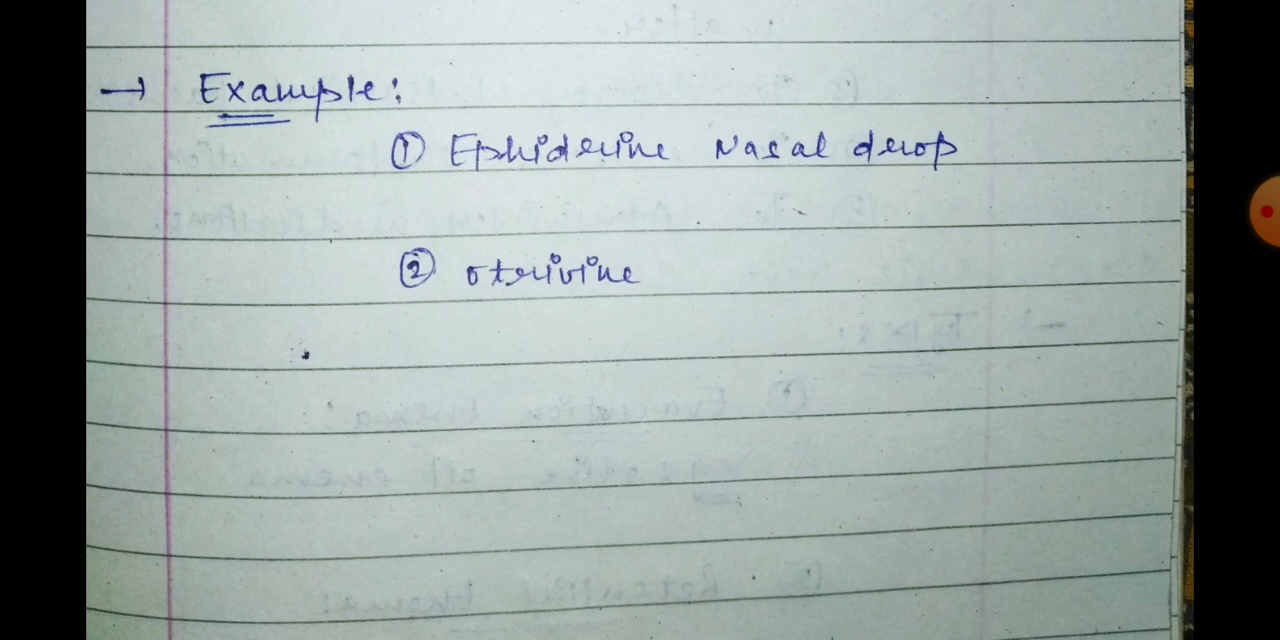 → Example:
① Ephiderine Nasal drop
② otrivine